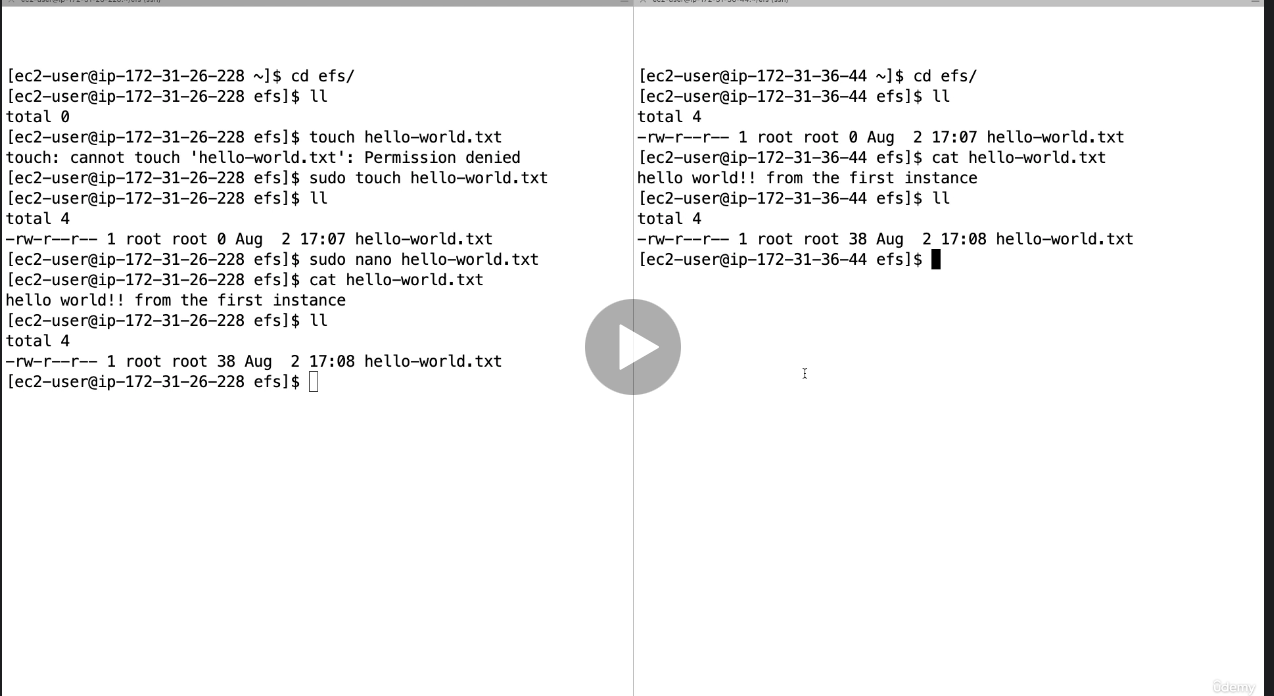 [ec2-user@ip-172-31-26-228 ~]$ cd efs/
[ec2-user@ip-172-31-26-228 efs]$ ll
total 0
[ec2-user@ip-172-31-26-228 efs]$ touch hello-world.txt
touch: cannot touch 'hello-world.txt': Permission denied
[ec2-user@ip-172-31-26-228 efs]$ sudo touch hello-world.txt
[ec2-user@ip-172-31-26-228 efs]$ ll
total 4
-rw-r--r-- 1 root root 0 Aug  2 17:07 hello-world.txt
[ec2-user@ip-172-31-26-228 efs]$ sudo nano hello-world.txt
[ec2-user@ip-172-31-26-228 efs]$ cat hello-world.txt
hello world!! from the first instance
[ec2-user@ip-172-31-26-228 efs]$ ll
total 4
-rw-r--r-- 1 root root 38 Aug  2 17:08 hello-world.txt
[ec2-user@ip-172-31-26-228 efs]$
[ec2-user@ip-172-31-36-44 ~]$ cd efs/
[ec2-user@ip-172-31-36-44 efs]$ ll
total 4
-rw-r--r-- 1 root root 0 Aug  2 17:07 hello-world.txt
[ec2-user@ip-172-31-36-44 efs]$ cat hello-world.txt
hello world!! from the first instance
[ec2-user@ip-172-31-36-44 efs]$ ll
total 4
-rw-r--r-- 1 root root 38 Aug  2 17:08 hello-world.txt
[ec2-user@ip-172-31-36-44 efs]$
ûdemy